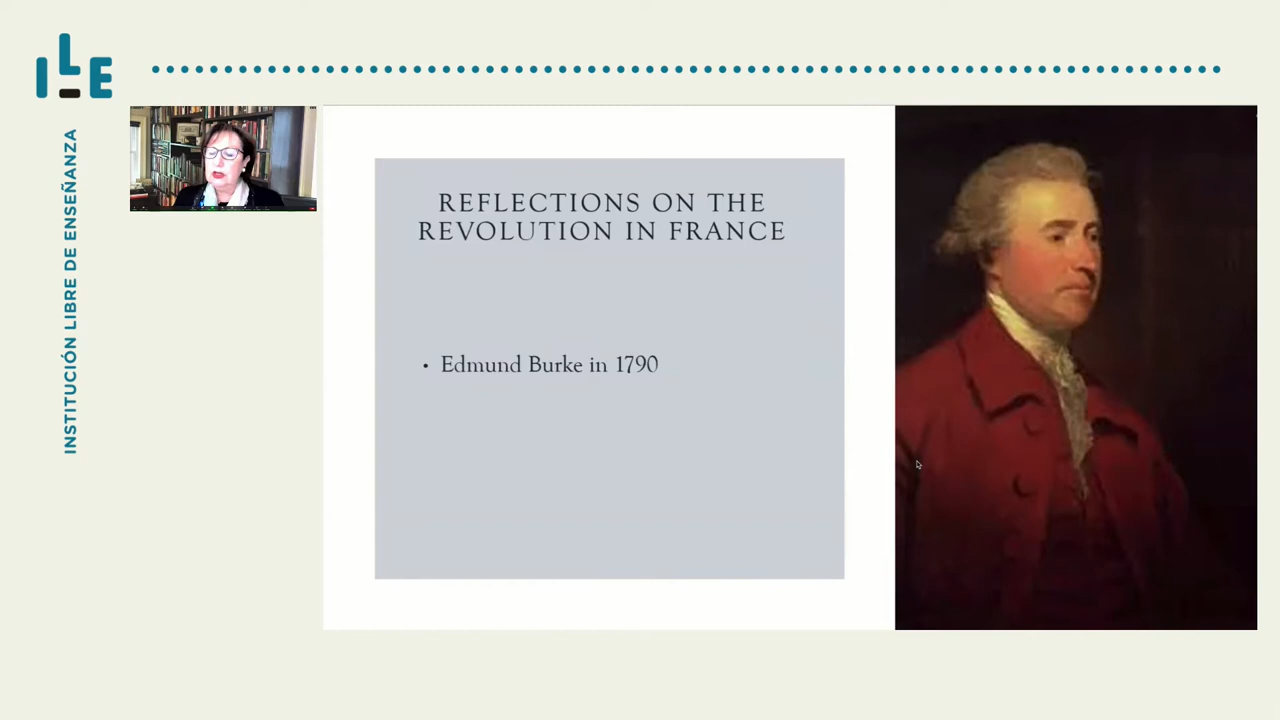 ILE
INSTITUCIÓN LIBRE DE ENSEÑANZA
REFLECTIONS ON THE
REVOLUTION IN FRANCE
• Edmund Burke in 1790